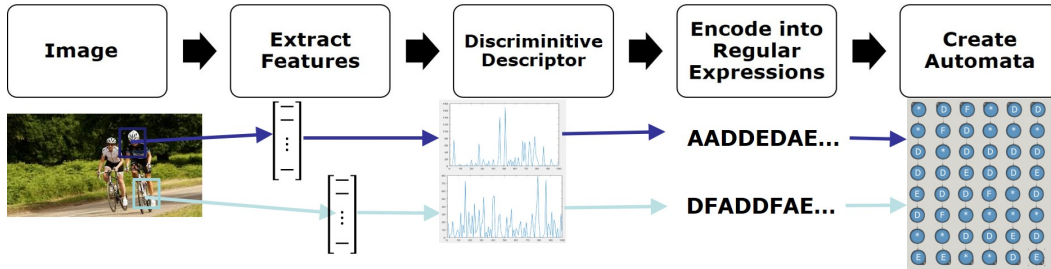 Image
Extract
Features
Discriminitive
Descriptor
Encode into
Regular
Expressions
Create
Automata
AADDEDAE...
DFADDFAE...
* D F * D D
* F D * * *
D * D D D D
D D E D D E
E D D F * D
D F * * * *
* * D D E D
E E * * D D